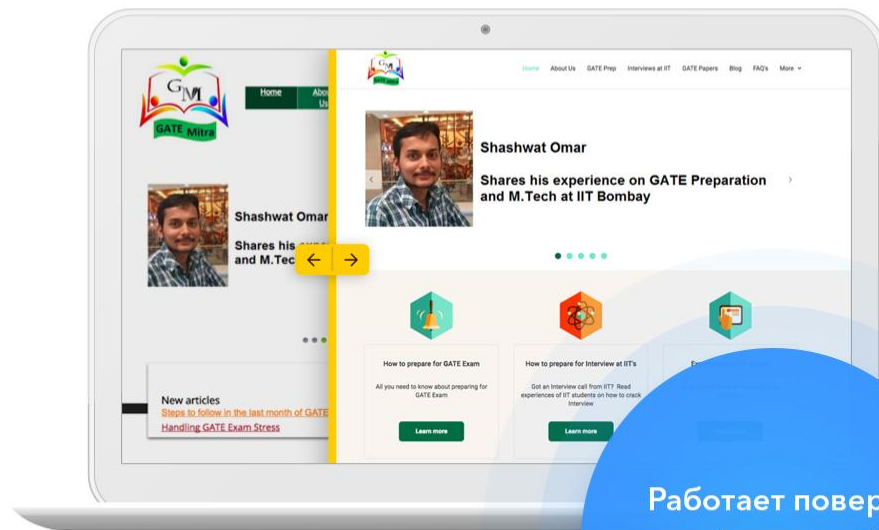 GM
GATE Mitra
Home
Shashwat Omar
Shares his
and M.Tec
New articles
Steps to follow in the last month of GATE
Handling GATE Exam Stress
GM
GATE Mitra
Home About Us GATE Prep Interviews at IIT GATE Papers Blog FAQ's More
Shashwat Omar
Shares his experience on GATE Preparation
and M.Tech at IIT Bombay
How to prepare for GATE Exam
All you need to know about preparing for
GATE Exam
Learn more
How to prepare for Interview at IIT's
Got an Interview call from IIT? Read
experiences of IIT students on how to crack
Interview
Learn more
Работает